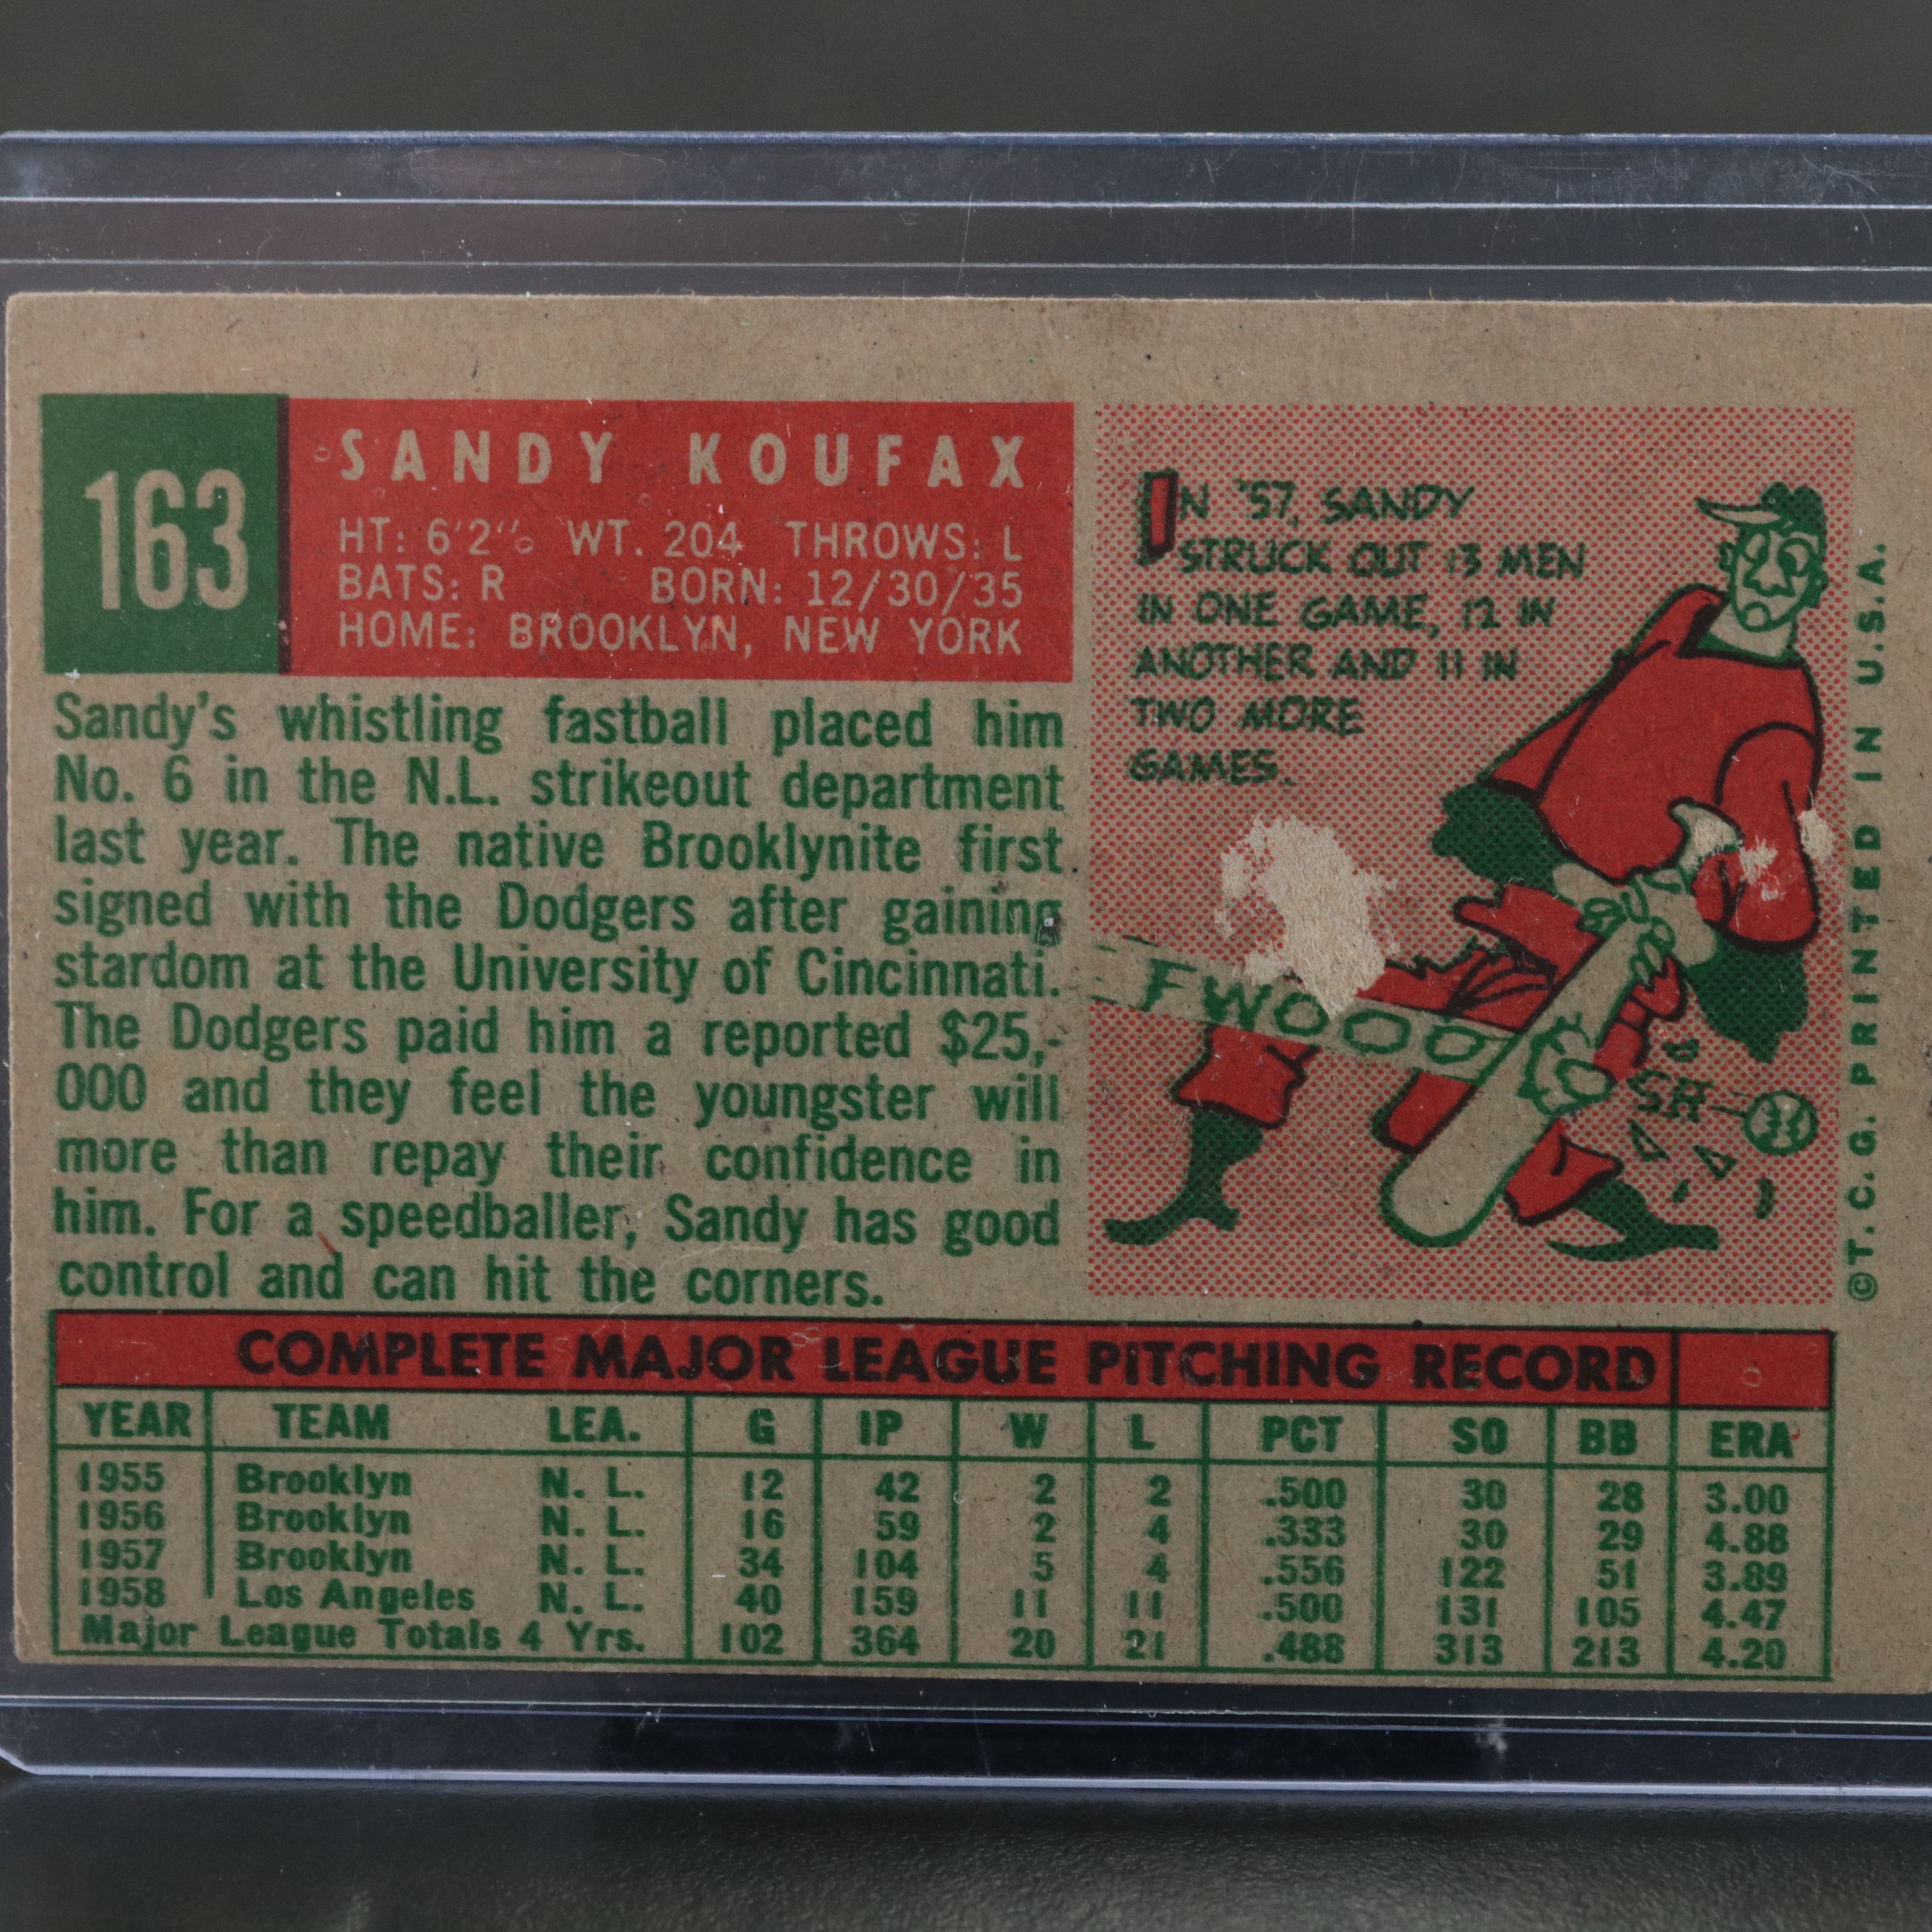 163
SANDY KOUFAX
HT: 6'2" WT. 204 THROWS: L
BATS: R BORN: 12/30/35
HOME: BROOKLYN, NEW YORK
Sandy's whistling fastball placed him
No. 6 in the N.L. strikeout department
last year. The native Brooklynite first
signed with the Dodgers after gaining
stardom at the University of Cincinnati.
The Dodgers paid him a reported $25,-
000 and they feel the youngster will
more than repay their confidence in
him. For a speedballer, Sandy has good
control and can hit the corners.
IN '57, SANDY
STRUCK OUT 13 MEN
IN ONE GAME, 12 IN
ANOTHER AND 11 IN
TWO MORE
GAMES.
FWOOO
SH-
©T.C.G. PRINTED IN U.S.A.
COMPLETE MAJOR LEAGUE PITCHING RECORD
YEAR TEAM LEA. G IP W L PCT SO BB ERA
1955 Brooklyn N. L. 12 42 2 2 .500 30 28 3.00
1956 Brooklyn N. L. 16 59 2 4 .333 30 29 4.88
1957 Brooklyn N. L. 34 104 5 4 .556 122 51 3.89
1958 Los Angeles N. L. 40 159 11 11 .500 131 105 4.47
Major League Totals 4 Yrs. 102 364 20 21 .488 313 213 4.20